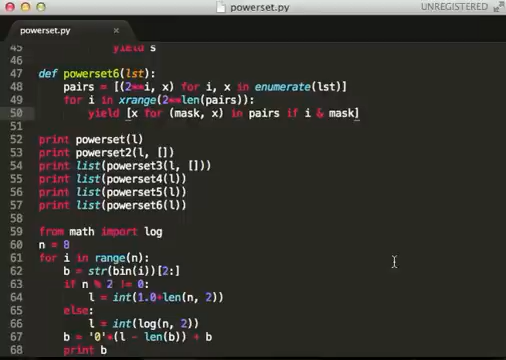 powerset.py
UNREGISTERED
powerset.py ×
45 yield s
46
47 def powerset6(lst):
48 pairs = [(2**i, x) for i, x in enumerate(lst)]
49 for i in xrange(2**len(pairs)):
50 yield [x for (mask, x) in pairs if i & mask]
51
52 print powerset(l)
53 print powerset2(l, [])
54 print list(powerset3(l, []))
55 print list(powerset4(l))
56 print list(powerset5(l))
57 print list(powerset6(l))
58
59 from math import log
60 n = 8
61 for i in range(n):
62 b = str(bin(i))[2:]
63 if n % 2 != 0:
64 l = int(1.0+len(n, 2))
65 else:
66 l = int(log(n, 2))
67 b = '0'*(l - len(b)) + b
68 print b